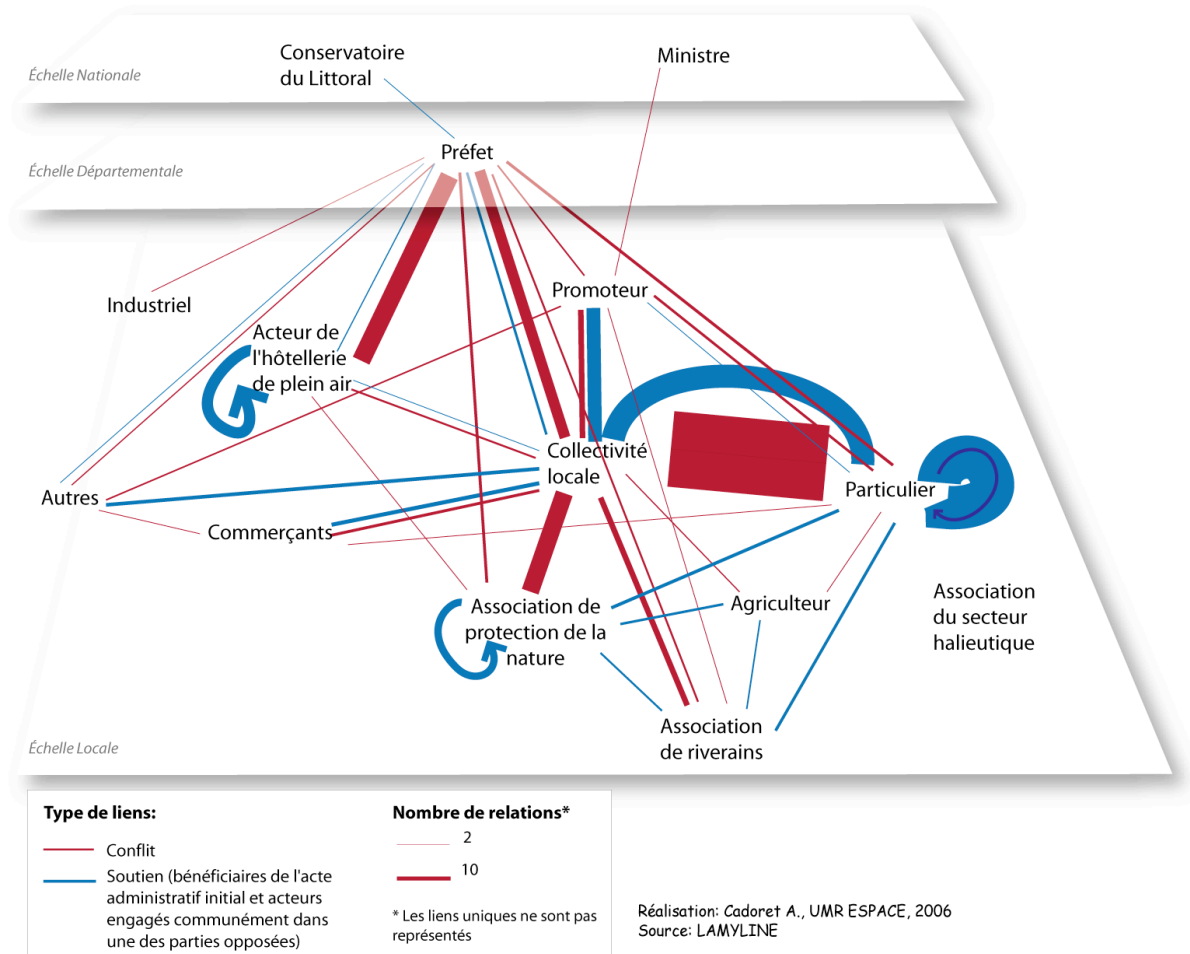 Conservatoire
du Littoral
Ministre
Échelle Nationale
Préfet
Échelle Départementale
Promoteur
Industriel
Acteur de
l'hôtellerie
de plein air
Collectivité
locale
Particulier
Autres
Commerçants
Association de
protection de la
nature
Agriculteur
Association
du secteur
halieutique
Association
de riverains
Échelle Locale
Type de liens:
Conflit
Soutien (bénéficiaires de l'acte
administratif initial et acteurs
engagés communément dans
une des parties opposées)
Nombre de relations*
2
10
* Les liens uniques ne sont pas
représentés
Réalisation: Cadoret A., UMR ESPACE, 2006
Source: LAMYLINE